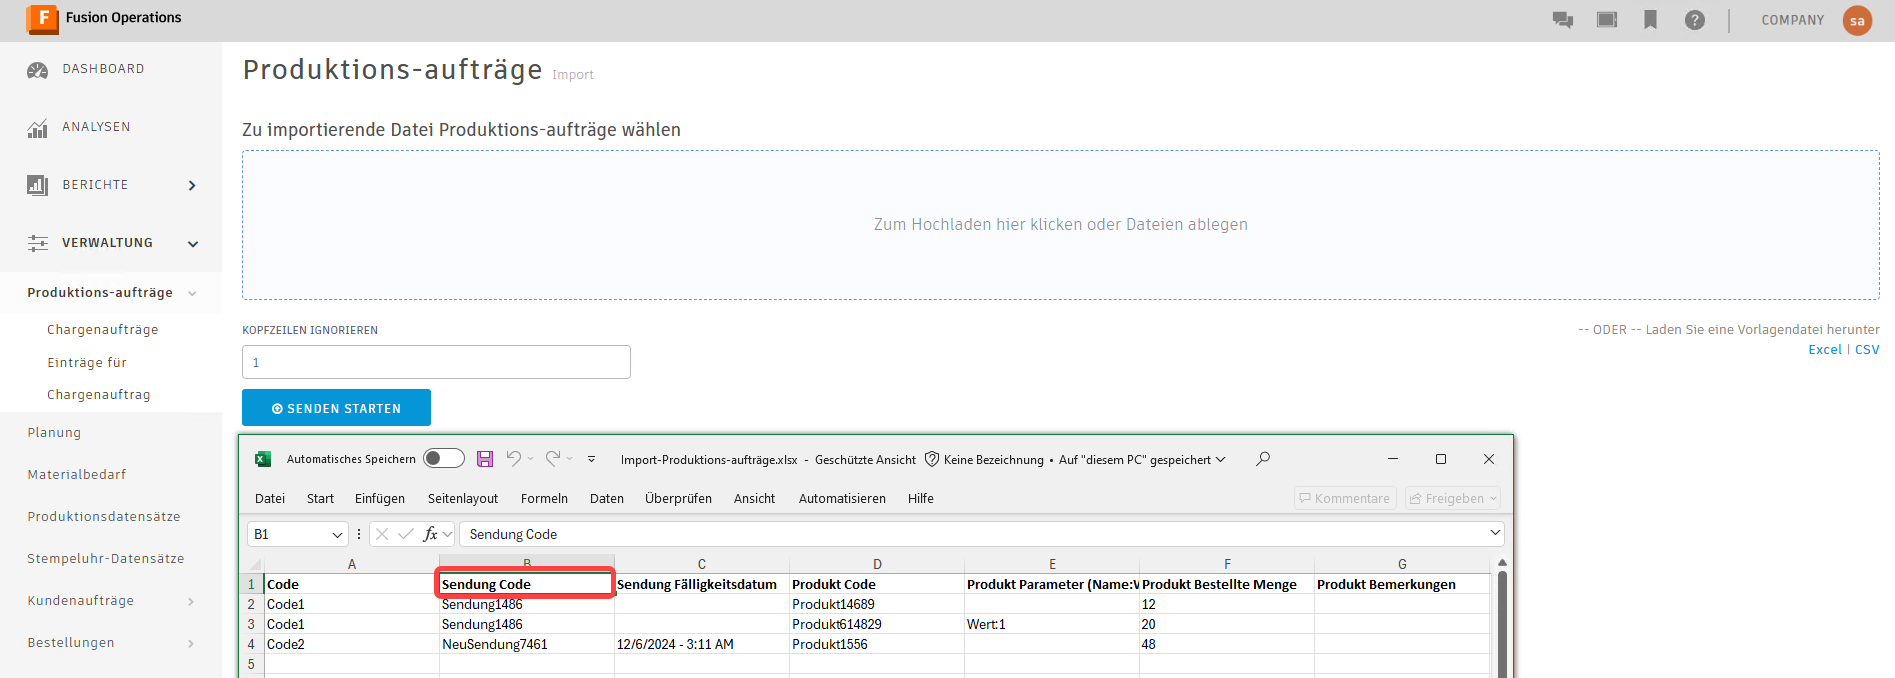 F Fusion Operations
COMPANY sa
DASHBOARD
ANALYSEN
BERICHTE
VERWALTUNG
Produktions-aufträge
Chargenaufträge
Einträge für
Chargenauftrag
Planung
Materialbedarf
Produktionsdatensätze
Stempeluhr-Datensätze
Kundenaufträge
Bestellungen
Produktions-aufträge Import
Zu importierende Datei Produktions-aufträge wählen
Zum Hochladen hier klicken oder Dateien ablegen
KOPFZEILEN IGNORIEREN
1
-- ODER -- Laden Sie eine Vorlagendatei herunter
Excel | CSV
SENDEN STARTEN
Automatisches Speichern Import-Produktions-aufträge.xlsx - Geschützte Ansicht Keine Bezeichnung • Auf "diesem PC" gespeichert
Datei Start Einfügen Seitenlayout Formeln Daten Überprüfen Ansicht Automatisieren Hilfe Kommentare Freigeben
B1 fx Sendung Code
A B C D E F G
1 Code Sendung Code Sendung Fälligkeitsdatum Produkt Code Produkt Parameter (Name:W Produkt Bestellte Menge Produkt Bemerkungen
2 Code1 Sendung1486 Produkt14689 12
3 Code1 Sendung1486 Produkt614829 Wert:1 20
4 Code2 NeuSendung7461 12/6/2024 - 3:11 AM Produkt1556 48
5